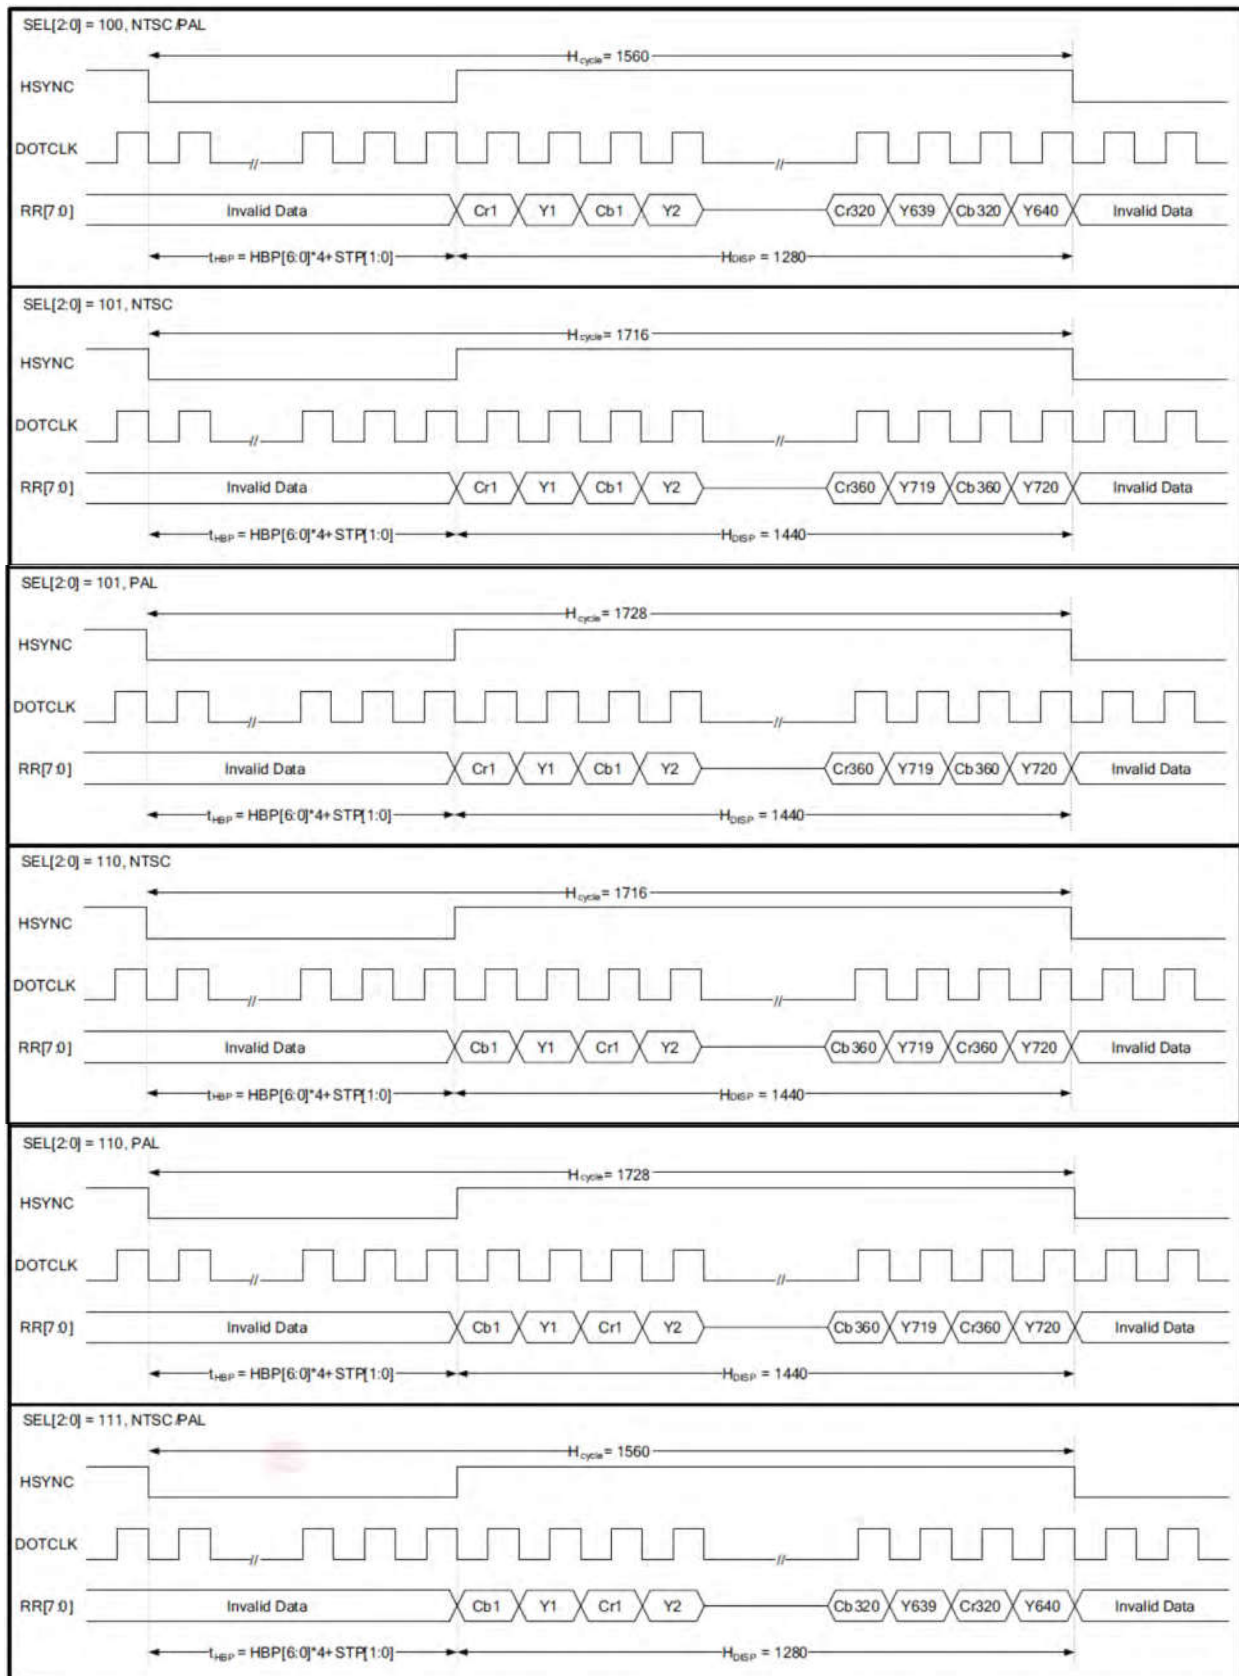 SEL[2:0] = 100, NTSC/PAL
Hcycle = 1560
HSYNC
DOTCLK
RR[7:0] Invalid Data Cr1 Y1 Cb1 Y2 Cr320 Y639 Cb320 Y640 Invalid Data
tHBP = HBP[6:0]*4+STP[1:0] HDISP = 1280
SEL[2:0] = 101, NTSC
Hcycle = 1716
HSYNC
DOTCLK
RR[7:0] Invalid Data Cr1 Y1 Cb1 Y2 Cr360 Y719 Cb360 Y720 Invalid Data
tHBP = HBP[6:0]*4+STP[1:0] HDISP = 1440
SEL[2:0] = 101, PAL
Hcycle = 1728
HSYNC
DOTCLK
RR[7:0] Invalid Data Cr1 Y1 Cb1 Y2 Cr360 Y719 Cb360 Y720 Invalid Data
tHBP = HBP[6:0]*4+STP[1:0] HDISP = 1440
SEL[2:0] = 110, NTSC
Hcycle = 1716
HSYNC
DOTCLK
RR[7:0] Invalid Data Cb1 Y1 Cr1 Y2 Cb360 Y719 Cr360 Y720 Invalid Data
tHBP = HBP[6:0]*4+STP[1:0] HDISP = 1440
SEL[2:0] = 110, PAL
Hcycle = 1728
HSYNC
DOTCLK
RR[7:0] Invalid Data Cb1 Y1 Cr1 Y2 Cb360 Y719 Cr360 Y720 Invalid Data
tHBP = HBP[6:0]*4+STP[1:0] HDISP = 1440
SEL[2:0] = 111, NTSC/PAL
Hcycle = 1560
HSYNC
DOTCLK
RR[7:0] Invalid Data Cb1 Y1 Cr1 Y2 Cb320 Y639 Cr320 Y640 Invalid Data
tHBP = HBP[6:0]*4+STP[1:0] HDISP = 1280